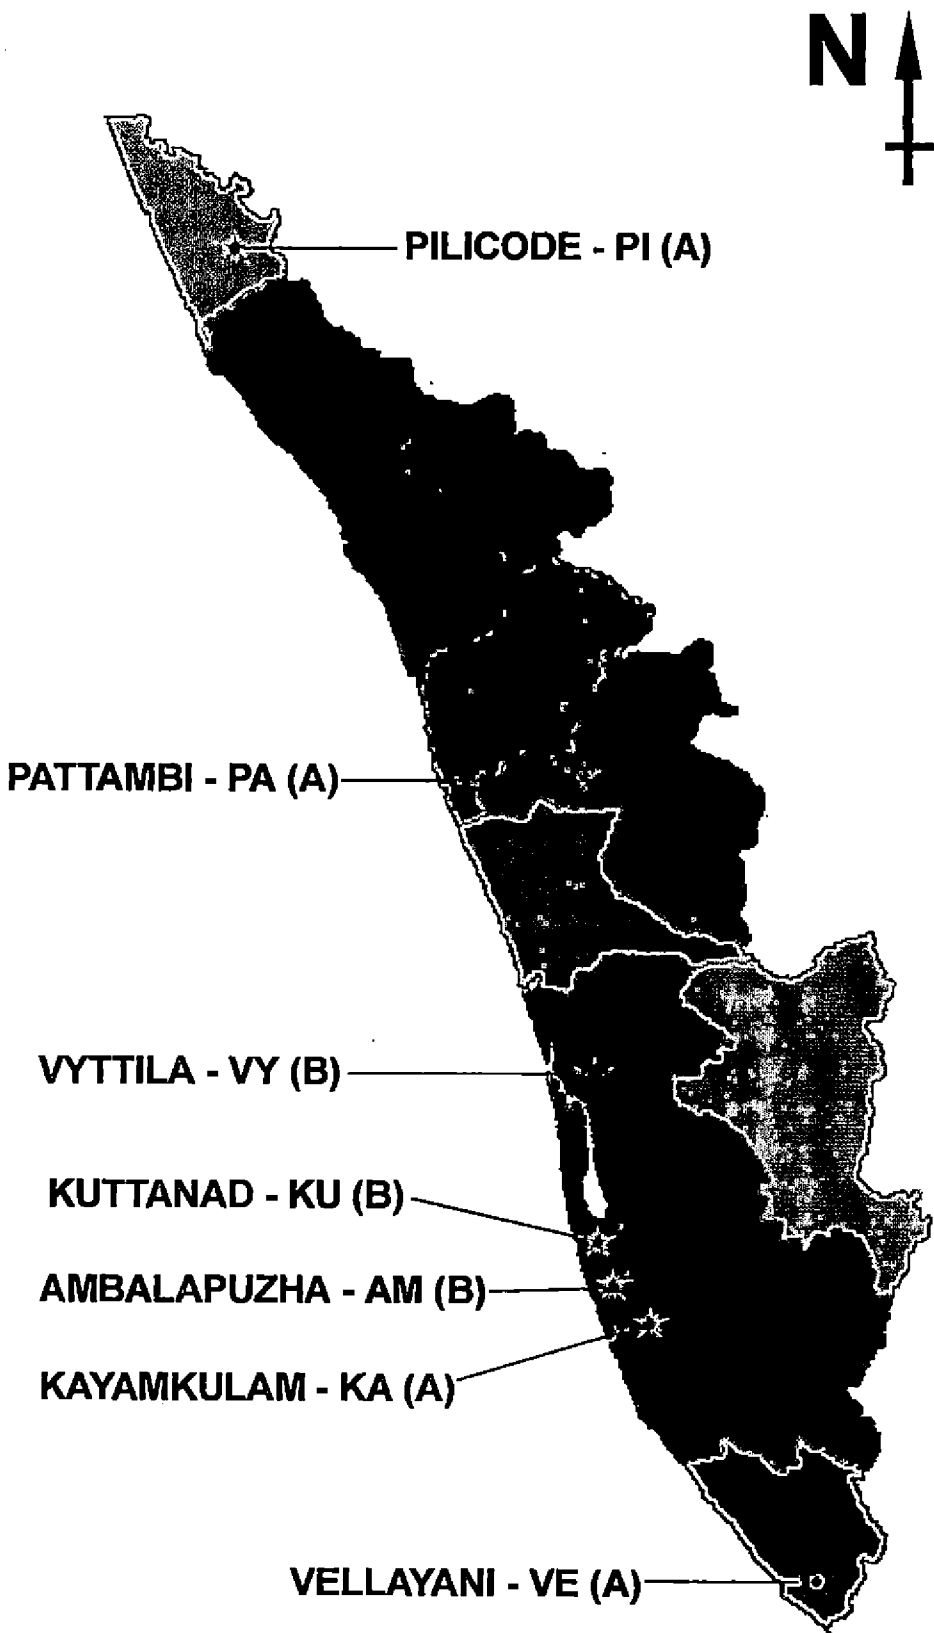 N
PILICODE - PI (A)
PATTAMBI - PA (A)
VYTTILA - VY (B)
KUTTANAD - KU (B)
AMBALAPUZHA - AM (B)
KAYAMKULAM - KA (A)
VELLAYANI - VE (A)